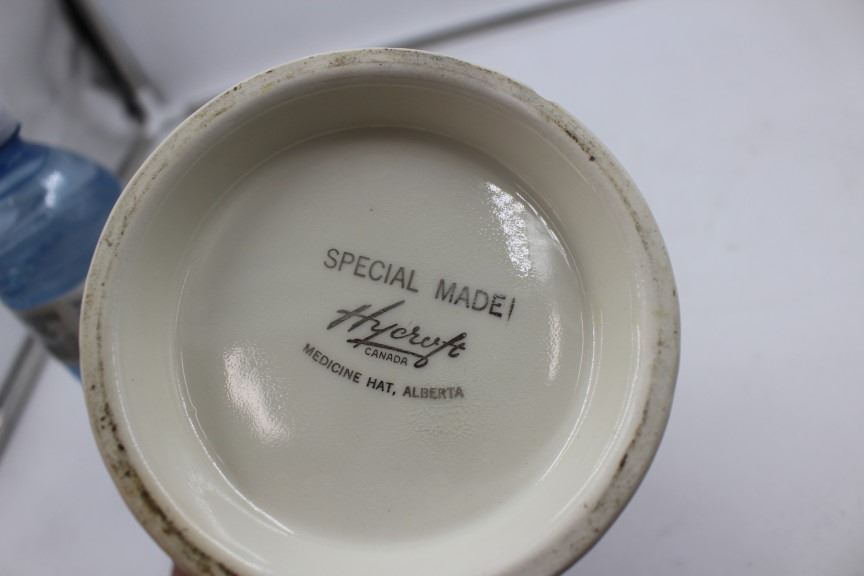 SPECIAL MADE!
Hycroft
CANADA
MEDICINE HAT, ALBERTA